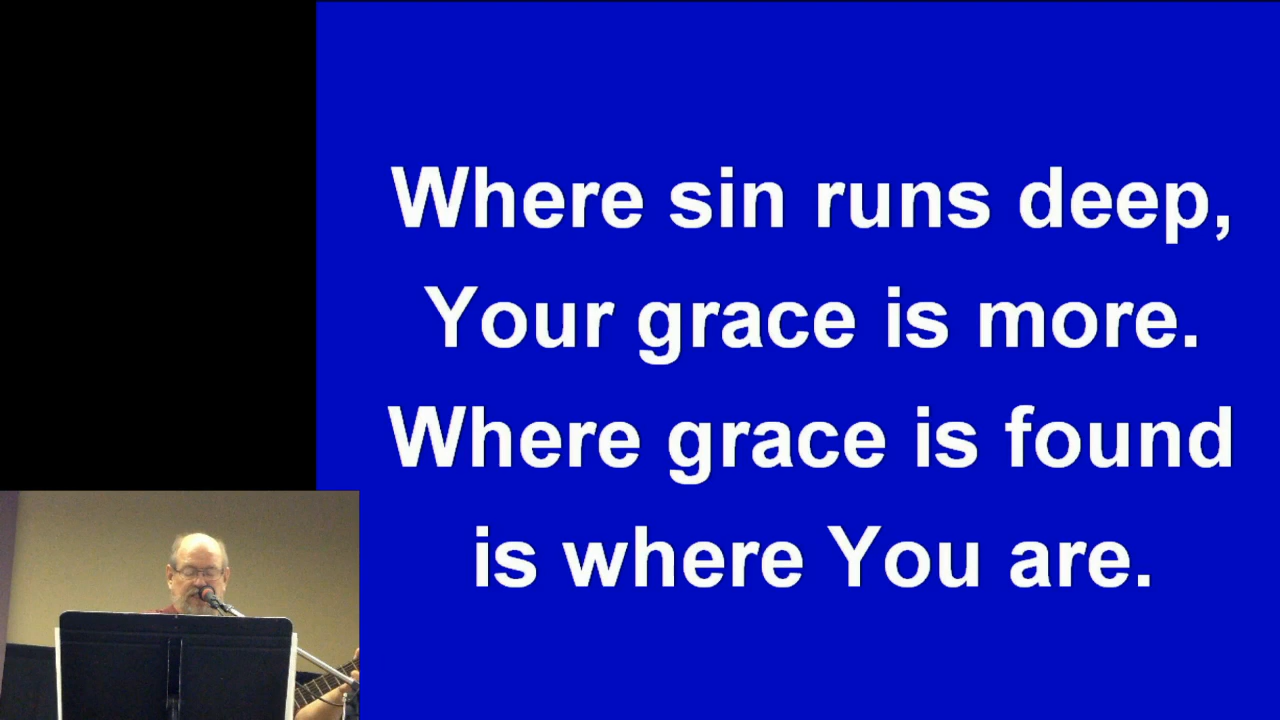 Where sin runs deep,
Your grace is more.
Where grace is found
is where You are.